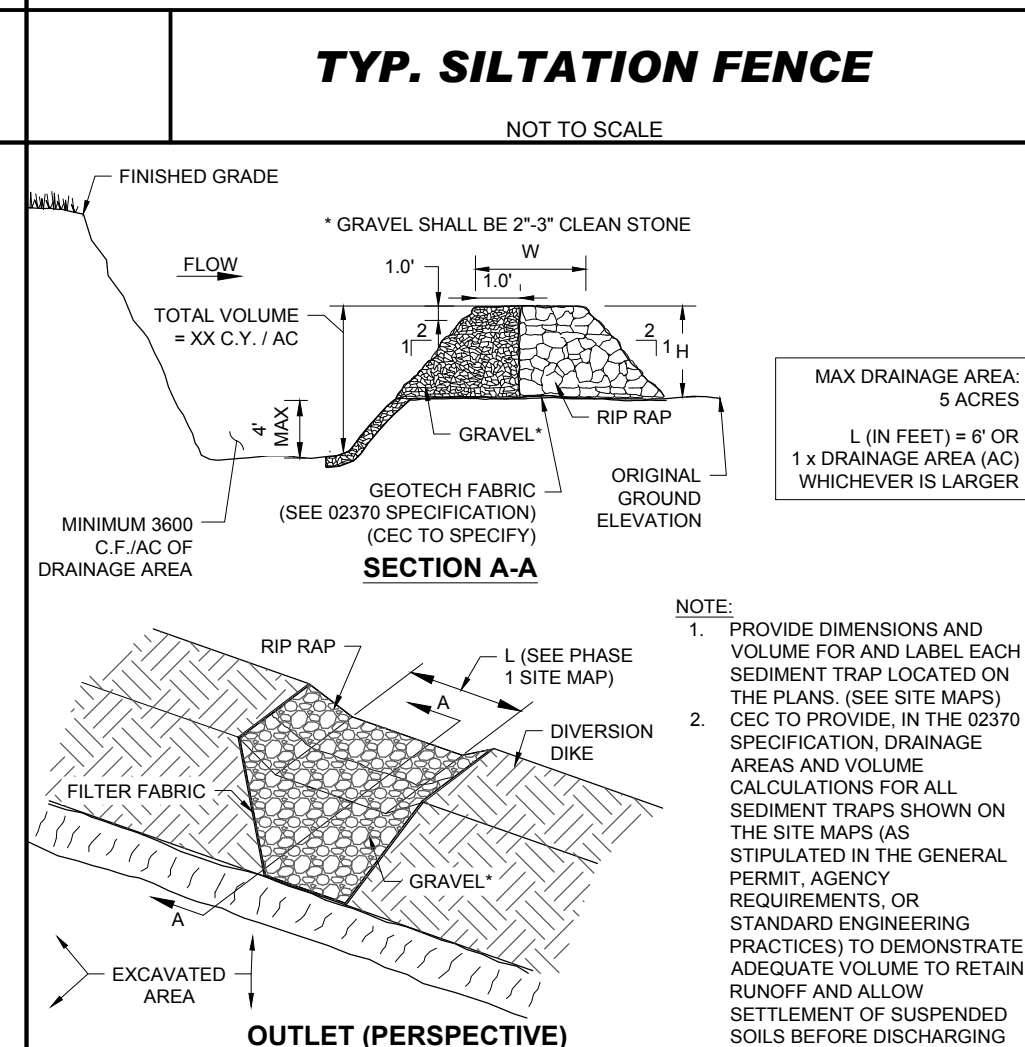 TYP. SILTATION FENCE
NOT TO SCALE
FINISHED GRADE
* GRAVEL SHALL BE 2"-3" CLEAN STONE
W
FLOW
1.0'
1.0'
TOTAL VOLUME
= XX C.Y. / AC
2
1
2
1
H
4'
MAX
GRAVEL*
RIP RAP
GEOTECH FABRIC
(SEE 02370 SPECIFICATION)
(CEC TO SPECIFY)
ORIGINAL
GROUND
ELEVATION
MINIMUM 3600
C.F./AC OF
DRAINAGE AREA
SECTION A-A
MAX DRAINAGE AREA:
5 ACRES
L (IN FEET) = 6' OR
1 x DRAINAGE AREA (AC)
WHICHEVER IS LARGER
RIP RAP
L (SEE PHASE
1 SITE MAP)
A
DIVERSION
DIKE
FILTER FABRIC
GRAVEL*
A
EXCAVATED
AREA
OUTLET (PERSPECTIVE)
NOTE:
1. PROVIDE DIMENSIONS AND
VOLUME FOR AND LABEL EACH
SEDIMENT TRAP LOCATED ON
THE PLANS. (SEE SITE MAPS)
2. CEC TO PROVIDE, IN THE 02370
SPECIFICATION, DRAINAGE
AREAS AND VOLUME
CALCULATIONS FOR ALL
SEDIMENT TRAPS SHOWN ON
THE SITE MAPS (AS
STIPULATED IN THE GENERAL
PERMIT, AGENCY
REQUIREMENTS, OR
STANDARD ENGINEERING
PRACTICES) TO DEMONSTRATE
ADEQUATE VOLUME TO RETAIN
RUNOFF AND ALLOW
SETTLEMENT OF SUSPENDED
SOILS BEFORE DISCHARGING